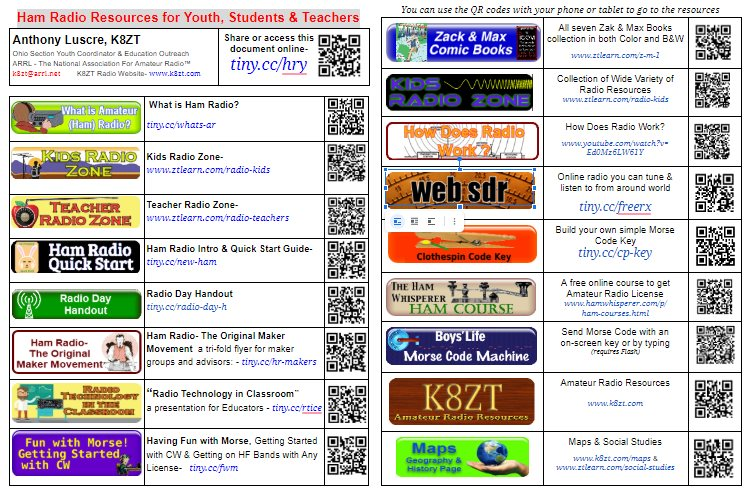 Ham Radio Resources for Youth, Students & Teachers
Anthony Luscre, K8ZT
Ohio Section Youth Coordinator & Education Outreach
ARRL - The National Association For Amateur Radio™
k8zt@arrl.net K8ZT Radio Website- www.k8zt.com
Share or access this
document online-
tiny.cc/hry
What is Amateur
(Ham) Radio?
What is Ham Radio?
tiny.cc/whats-ar
Kids Radio
Zone
Kids Radio Zone-
www.ztlearn.com/radio-kids
Teacher
Radio Zone
Teacher Radio Zone-
www.ztlearn.com/radio-teachers
Ham Radio
Quick Start
Ham Radio Intro & Quick Start Guide-
tiny.cc/new-ham
Radio Day
Handout
Radio Day Handout
tiny.cc/radio-day-h
Ham Radio-
The Original
Maker Movement
Ham Radio- The Original Maker
Movement a tri-fold flyer for maker
groups and advisors: - tiny.cc/hr-makers
Radio
Technology
in the
Classroom
“Radio Technology in Classroom”
a presentation for Educators - tiny.cc/rtice
Fun with Morse!
Getting Started
with CW
Having Fun with Morse, Getting Started
with CW & Getting on HF Bands with Any
License- tiny.cc/fwm
You can use the QR codes with your phone or tablet to go to the resources
Zack & Max
Comic Books
All seven Zak & Max Books
collection in both Color and B&W
www.ztlearn.com/z-m-1
Kids
Radio Zone
Collection of Wide Variety of
Radio Resources
www.ztlearn.com/radio-kids
How Does Radio
Work ?
How Does Radio Work?
www.youtube.com/watch?v=
Ed0Mz6LW61Y
web sdr
Online radio you can tune &
listen to from around world
tiny.cc/freerx
Clothespin Code Key
Build your own simple Morse
Code Key
tiny.cc/cp-key
The Ham
Whisperer
Ham Course
A free online course to get
Amateur Radio License
www.hamwhisperer.com/p/
ham-courses.html
Boys' Life
Morse Code Machine
Send Morse Code with an
on-screen key or by typing
(requires Flash)
K8ZT
Amateur Radio Resources
Amateur Radio Resources
www.k8zt.com
Maps
Geography &
History Page
Maps & Social Studies
www.k8zt.com/maps &
www.ztlearn.com/social-studies